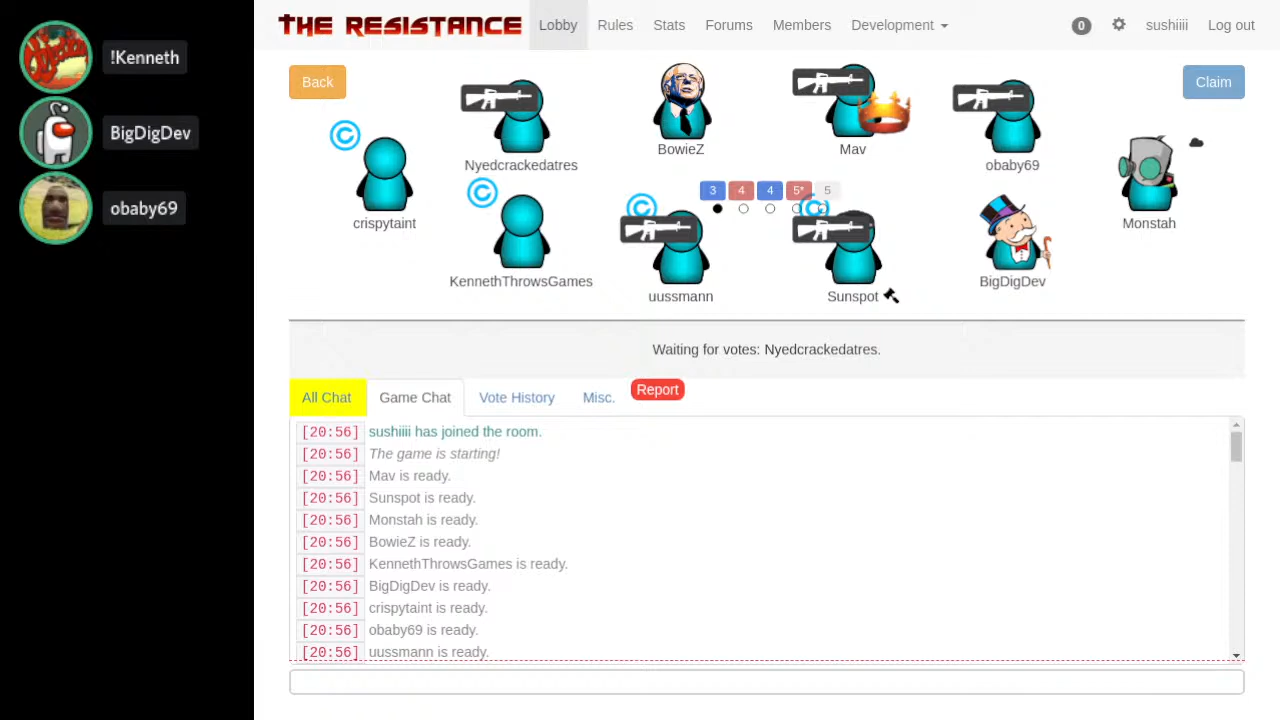 THE RESISTANCE Lobby Rules Stats Forums Members Development 0 sushiiii Log out
!Kenneth
BigDigDev
obaby69
Back
Claim
BowieZ
Mav
Nyedcrackedatres
obaby69
crispytaint
Monstah
3 4 4 5* 5
KennethThrowsGames
BigDigDev
uussmann
Sunspot
Waiting for votes: Nyedcrackedatres.
All Chat Game Chat Vote History Misc. Report
[20:56] sushiiii has joined the room.
[20:56] The game is starting!
[20:56] Mav is ready.
[20:56] Sunspot is ready.
[20:56] Monstah is ready.
[20:56] BowieZ is ready.
[20:56] KennethThrowsGames is ready.
[20:56] BigDigDev is ready.
[20:56] crispytaint is ready.
[20:56] obaby69 is ready.
[20:56] uussmann is ready.